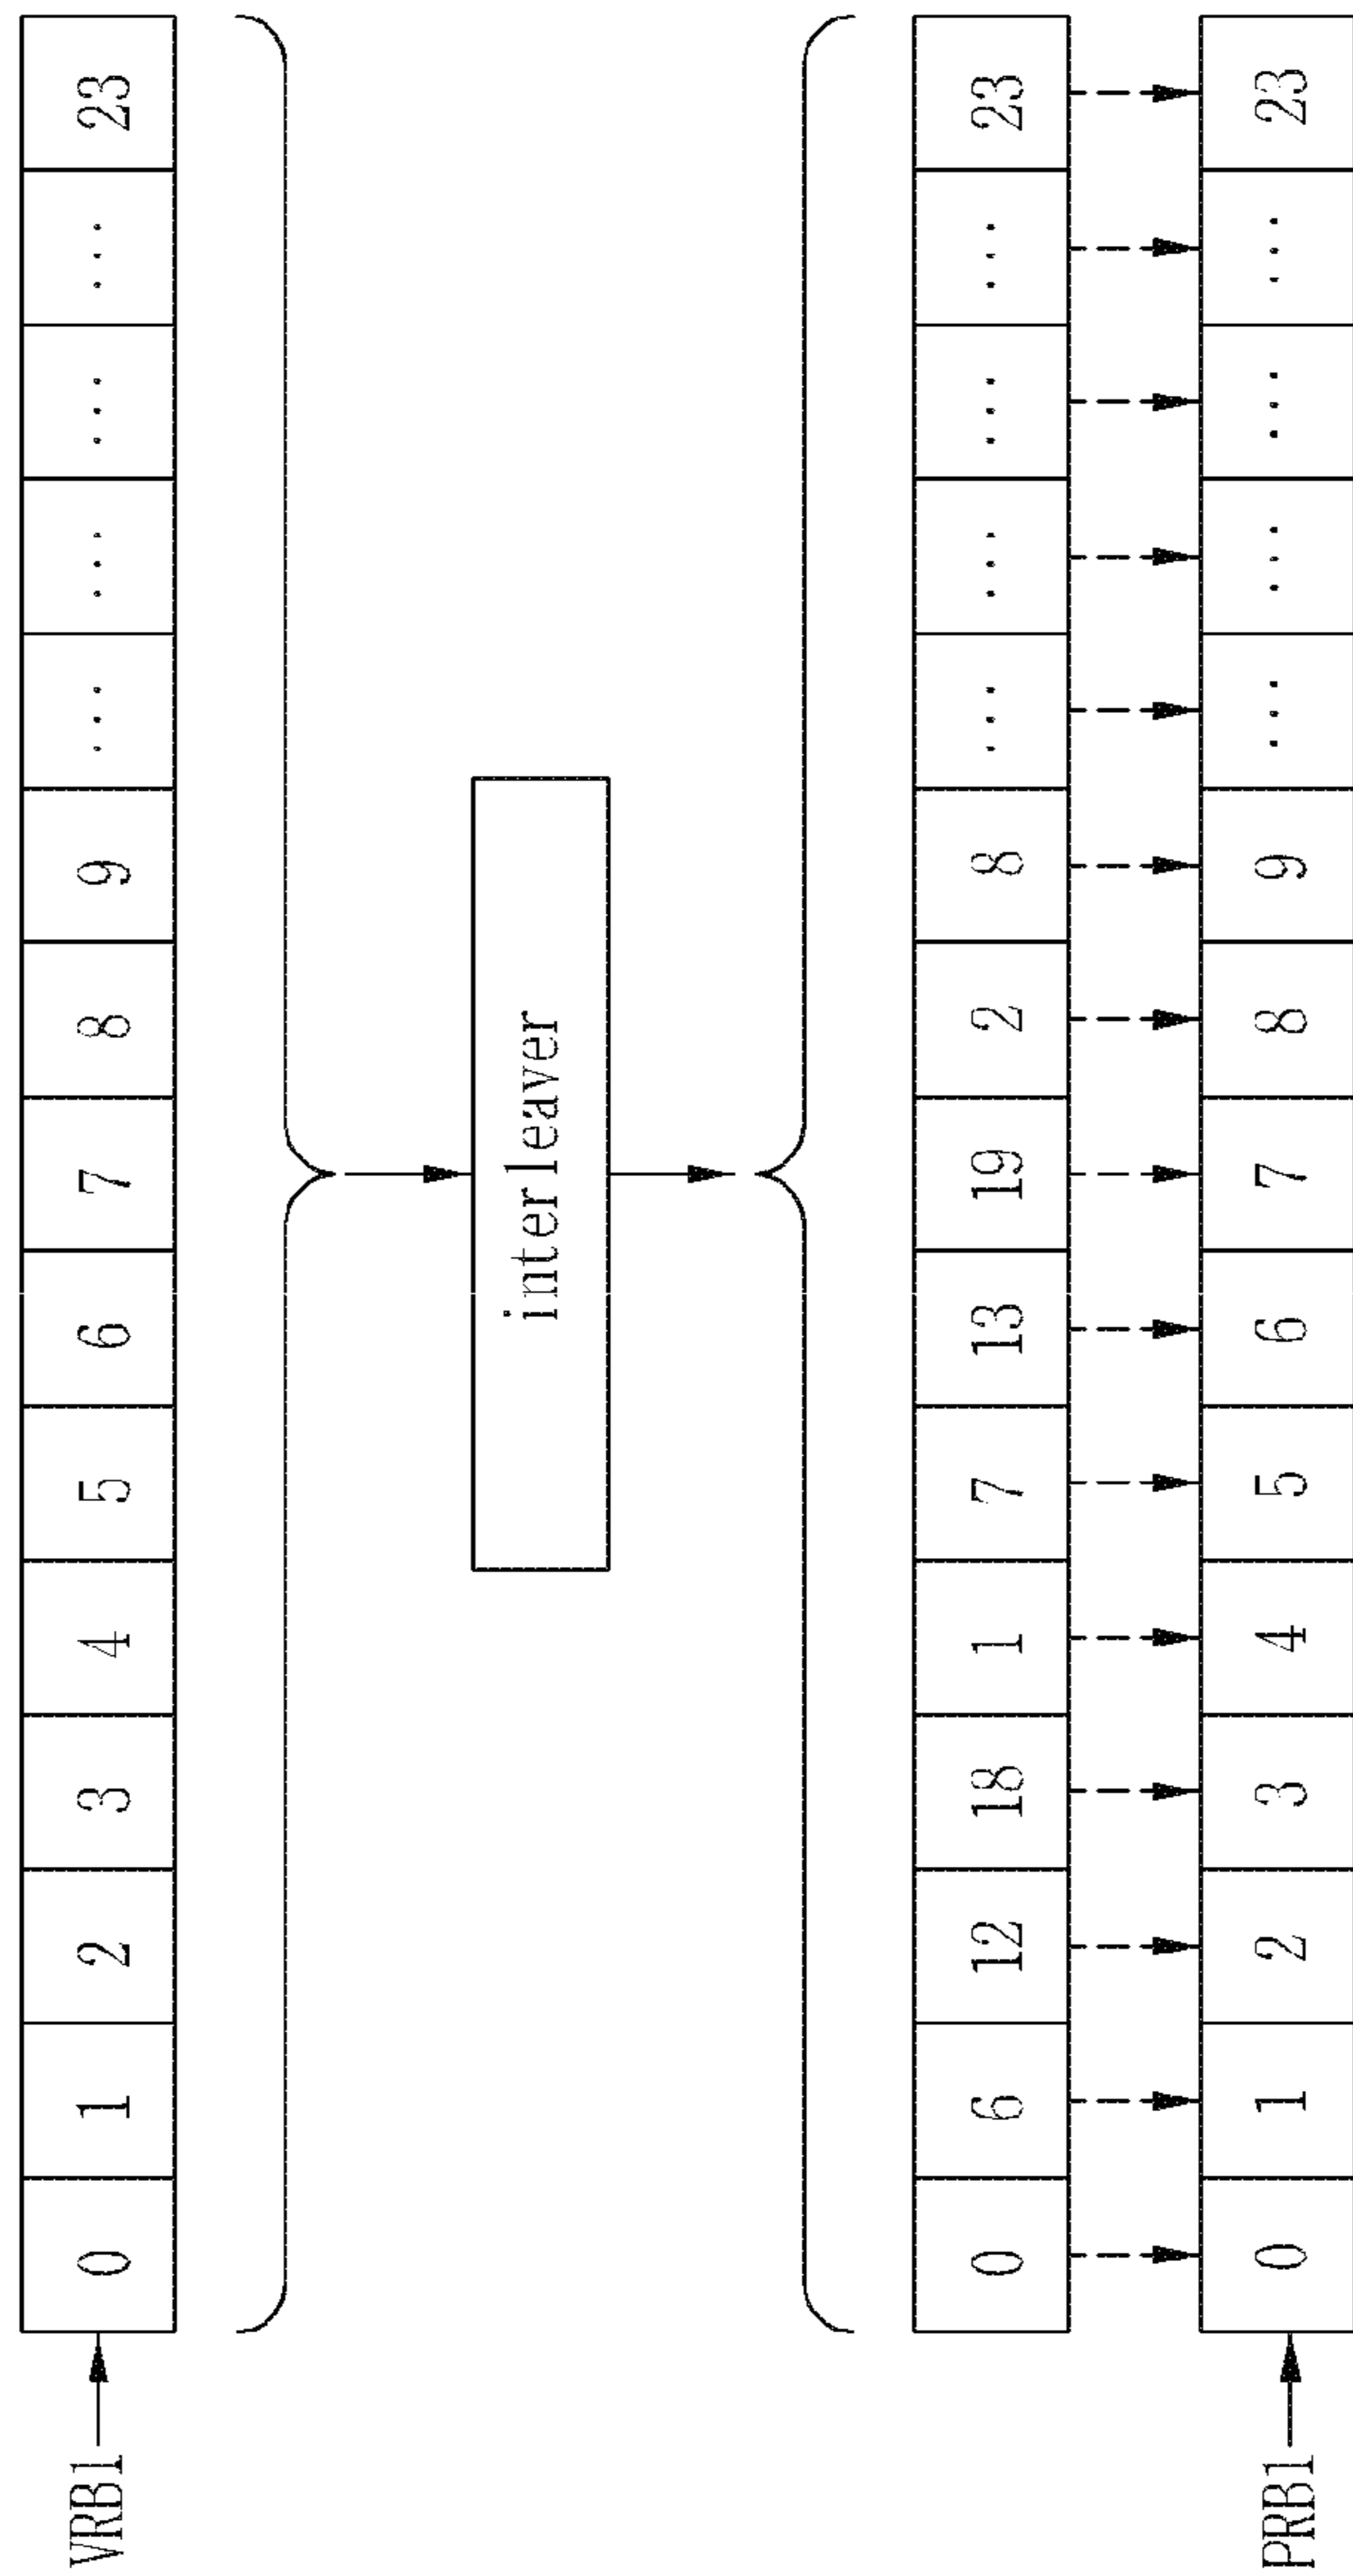 VRB1 0 1 2 3 4 5 6 7 8 9 ... ... ... ... 23
interleaver
0 6 12 18 1 7 13 19 2 8 ... ... ... ... 23
PRB1 0 1 2 3 4 5 6 7 8 9 ... ... ... ... 23